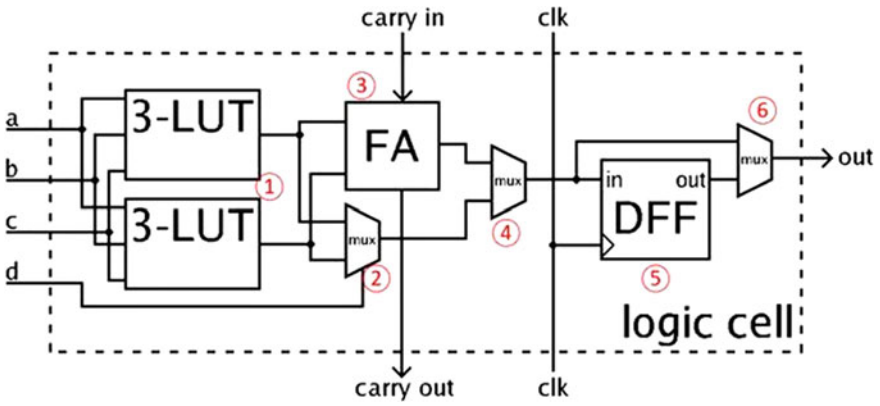 carry in
clk
③
⑥
a
3-LUT
FA
mux
out
b
①
mux
in
out
c
3-LUT
DFF
mux
④
d
②
⑤
logic cell
carry out
clk